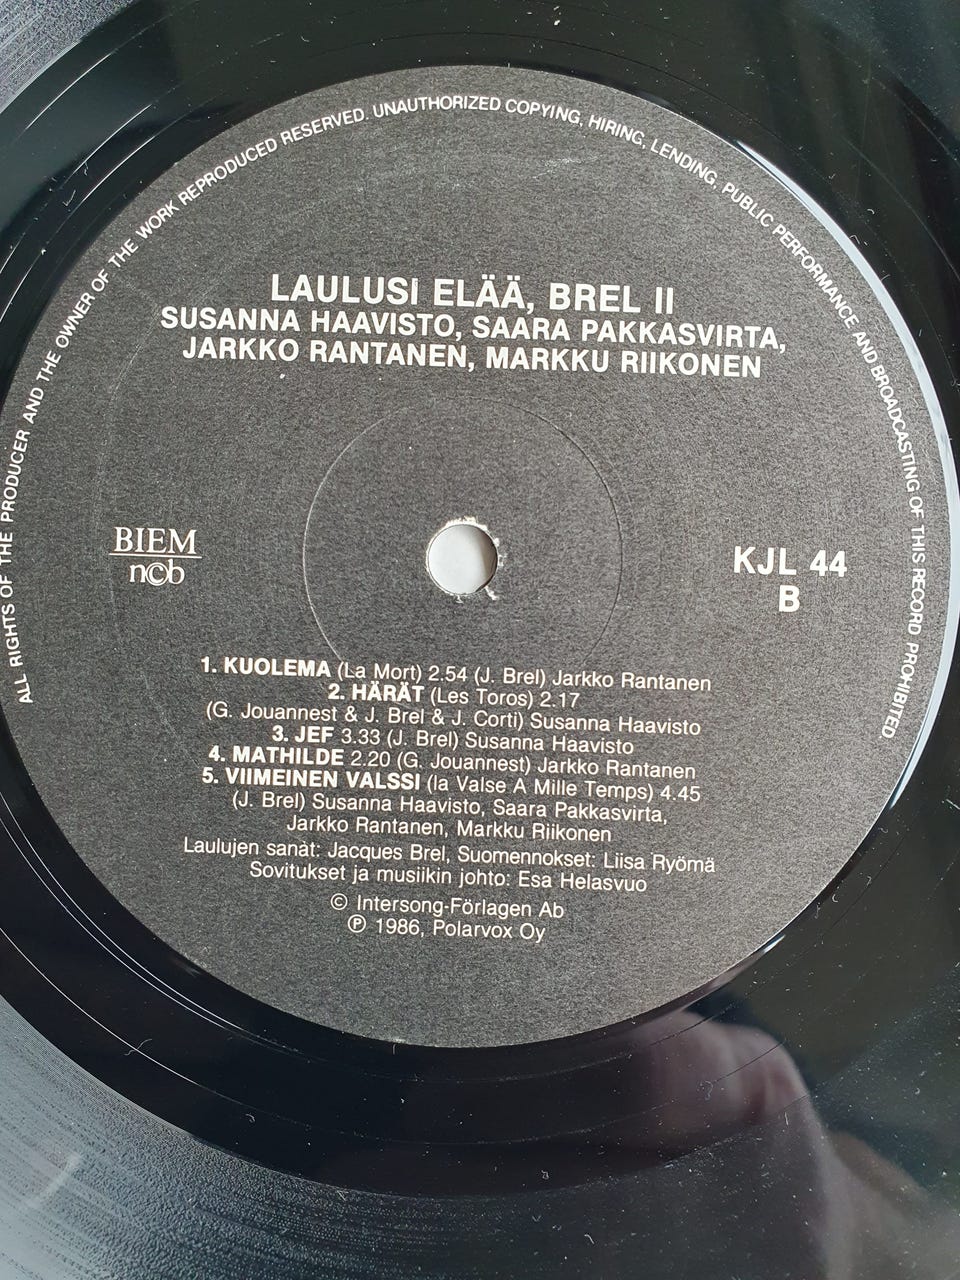 ALL RIGHTS OF THE PRODUCER AND THE OWNER OF THE WORK REPRODUCED RESERVED. UNAUTHORIZED COPYING, HIRING, LENDING, PUBLIC PERFORMANCE AND BROADCASTING OF THIS RECORD PROHIBITED
LAULUSI ELÄÄ, BREL II
SUSANNA HAAVISTO, SAARA PAKKASVIRTA,
JARKKO RANTANEN, MARKKU RIIKONEN
BIEM
n©b
KJL 44
B
1. KUOLEMA (La Mort) 2.54 (J. Brel) Jarkko Rantanen
2. HÄRÄT (Les Toros) 2.17
(G. Jouannest & J. Brel & J. Corti) Susanna Haavisto
3. JEF 3.33 (J. Brel) Susanna Haavisto
4. MATHILDE 2.20 (G. Jouannest) Jarkko Rantanen
5. VIIMEINEN VALSSI (la Valse A Mille Temps) 4.45
(J. Brel) Susanna Haavisto, Saara Pakkasvirta,
Jarkko Rantanen, Markku Riikonen
Laulujen sanàt: Jacques Brel, Suomennokset: Liisa Ryömä
Sovitukset ja musiikin johto: Esa Helasvuo
© Intersong-Förlagen Ab
℗ 1986, Polarvox Oy